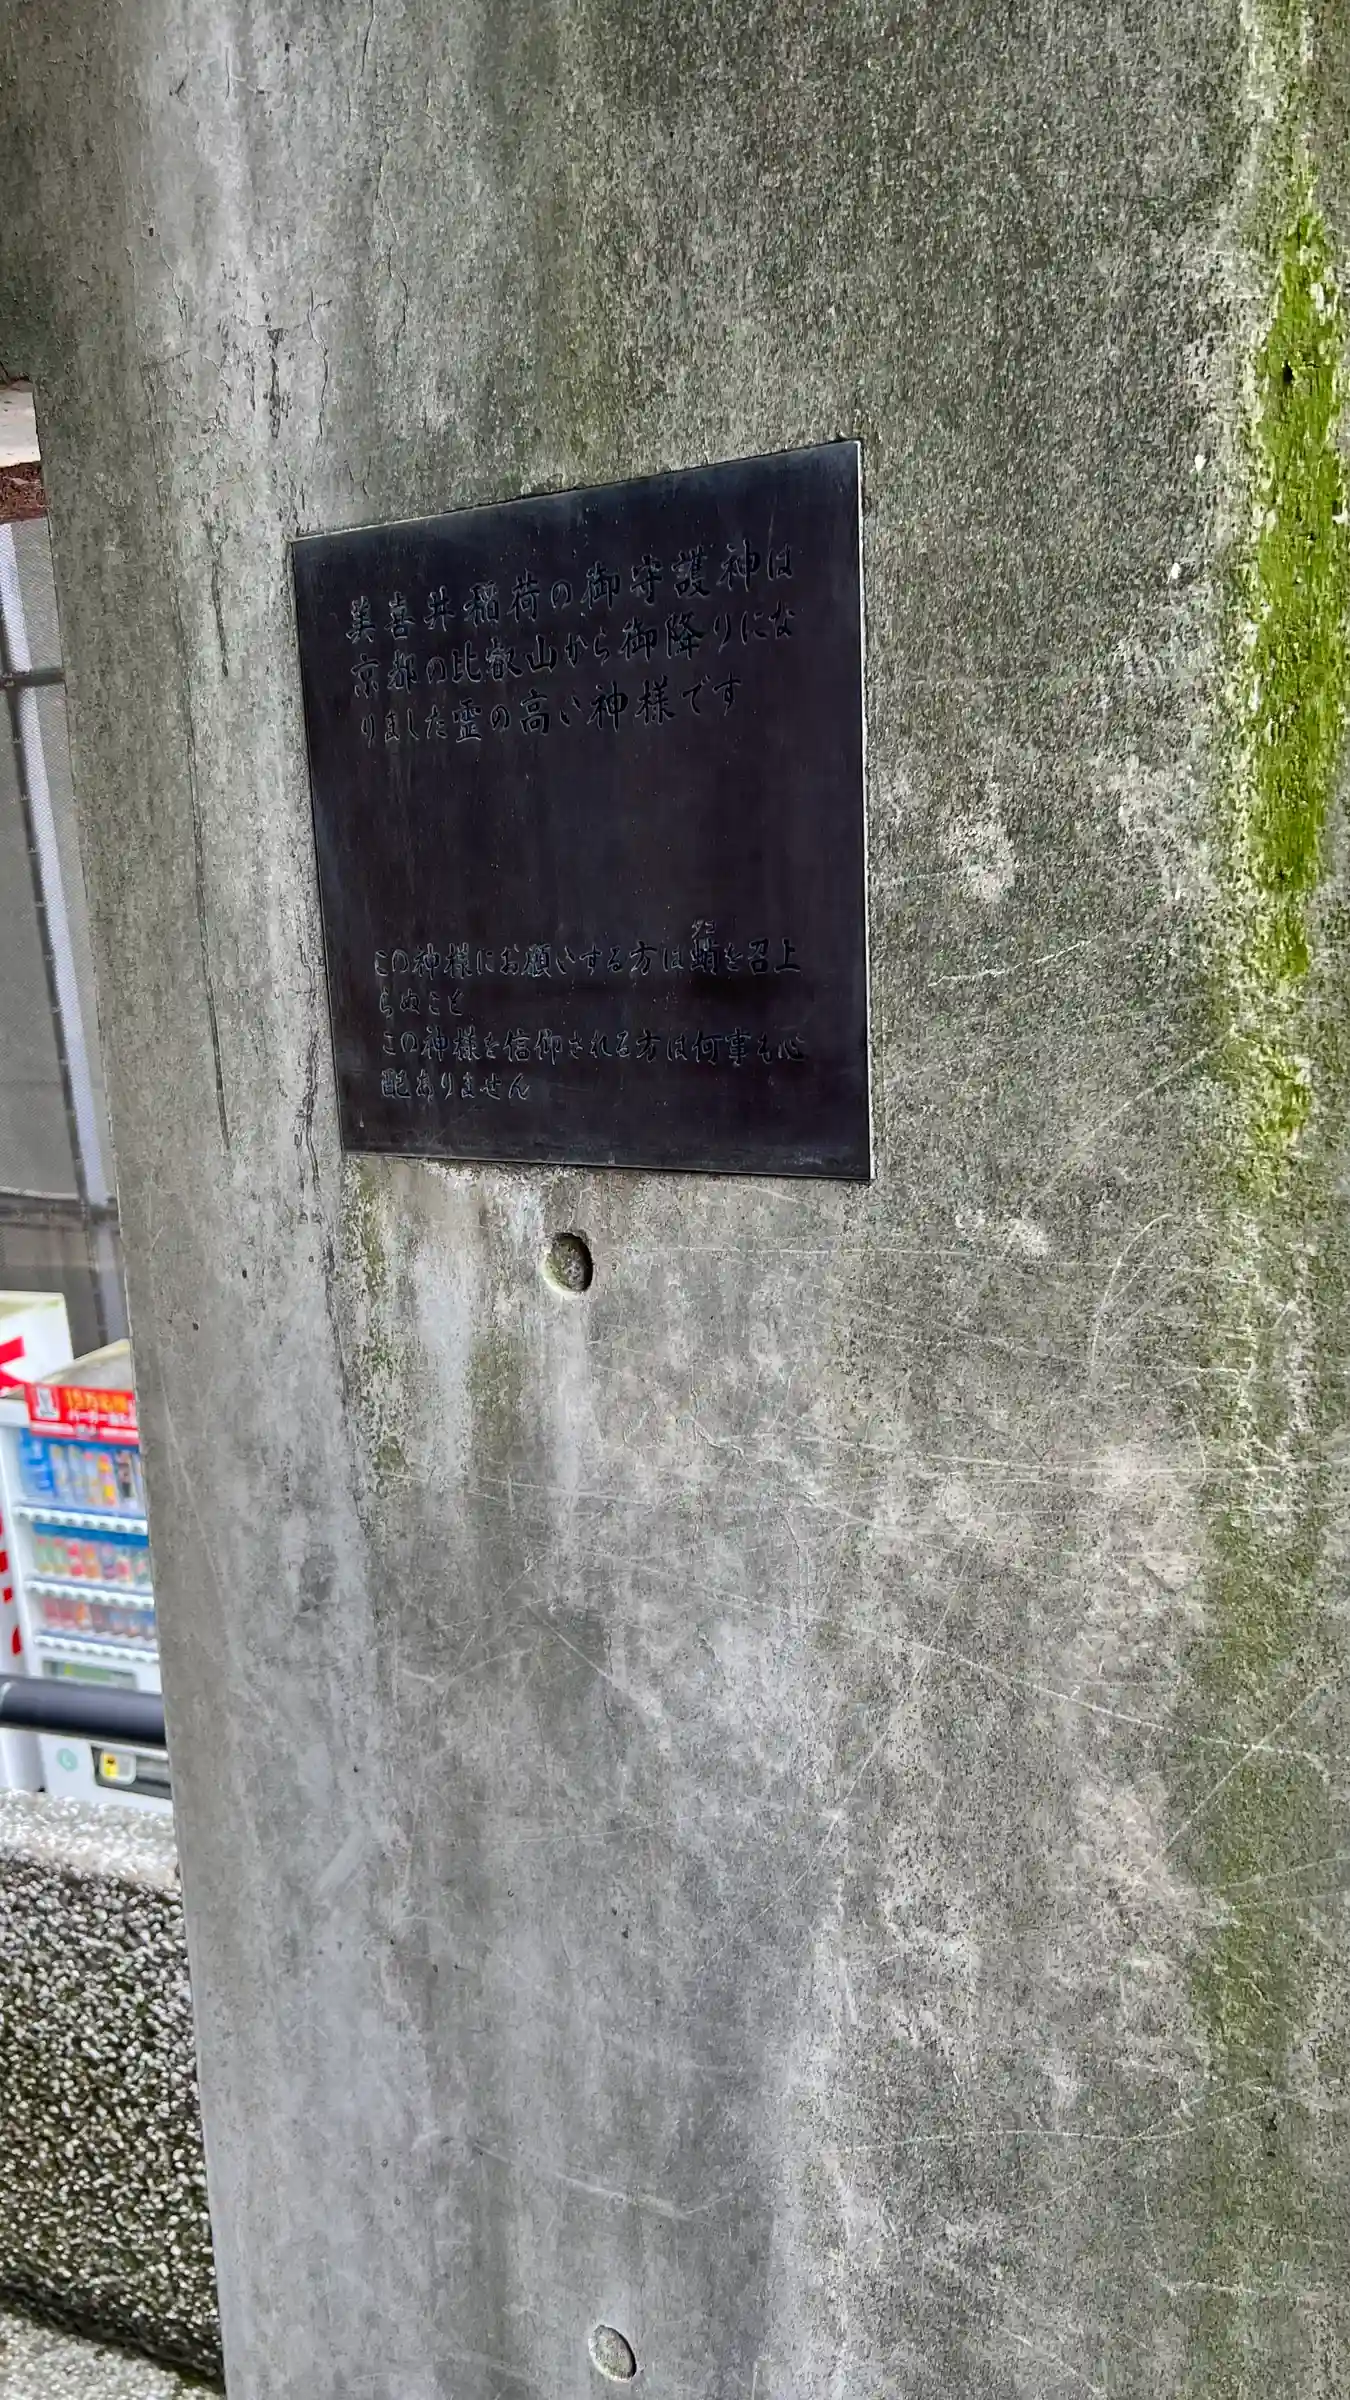 美喜井稲荷の御守護神は
京都の比叡山から御降りにな
りました霊の高い神様です
この神様にお願いする方は蛸を召上
タコ
らぬこと
この神様を信仰される方は何事も心
配ありません